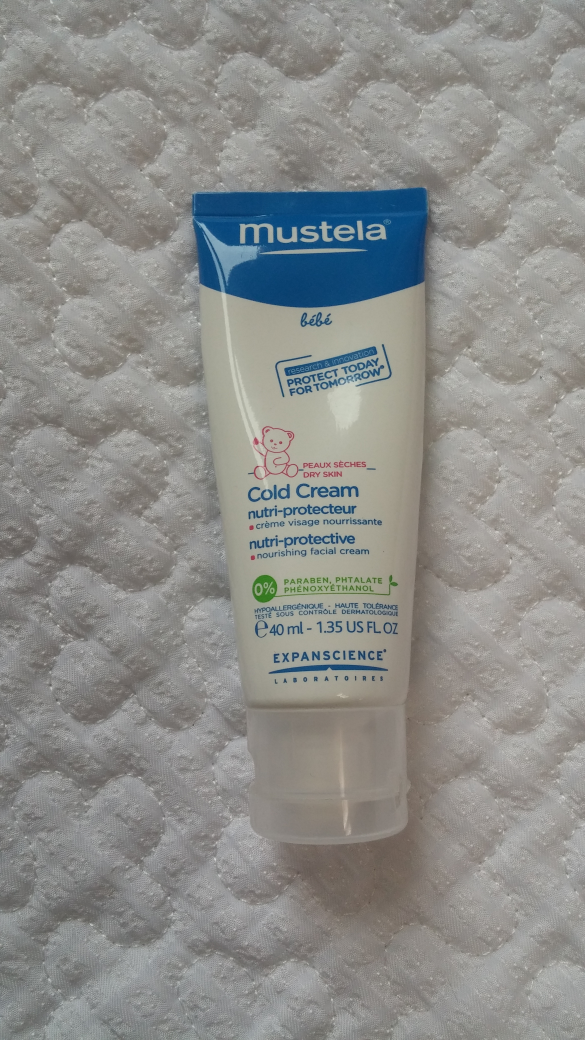 mustela®
bébé
research & innovation
PROTECT TODAY
FOR TOMORROW®
PEAUX SÈCHES
DRY SKIN
Cold Cream
nutri-protecteur
crème visage nourrissante
nutri-protective
nourishing facial cream
0% PARABEN, PHTALATE
PHÉNOXYÉTHANOL
HYPOALLERGÉNIQUE - HAUTE TOLÉRANCE
TESTÉ SOUS CONTRÔLE DERMATOLOGIQUE
℮40 ml - 1.35 US FL OZ
EXPANSCIENCE®
LABORATOIRES